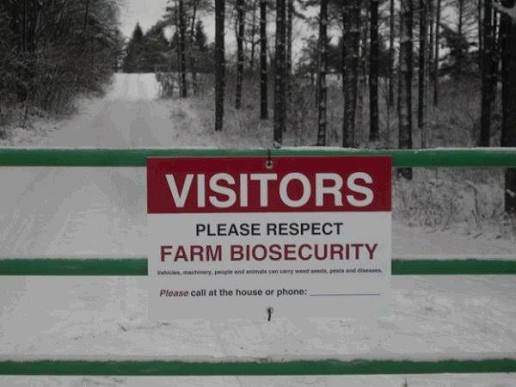 VISITORS
PLEASE RESPECT
FARM BIOSECURITY
Vehicles, machinery, people and animals can carry weed seeds, pests and diseases.
Please call at the house or phone: